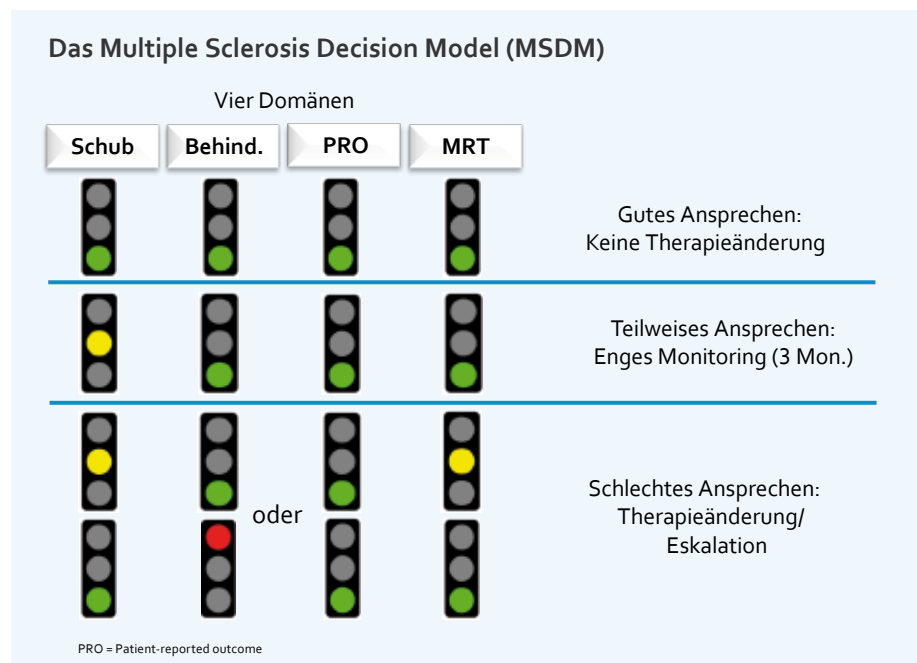 Das Multiple Sclerosis Decision Model (MSDM)
Vier Domänen
Schub
Behind.
PRO
MRT
Gutes Ansprechen:
Keine Therapieänderung
Teilweises Ansprechen:
Enges Monitoring (3 Mon.)
oder
Schlechtes Ansprechen:
Therapieänderung/
Eskalation
PRO = Patient-reported outcome